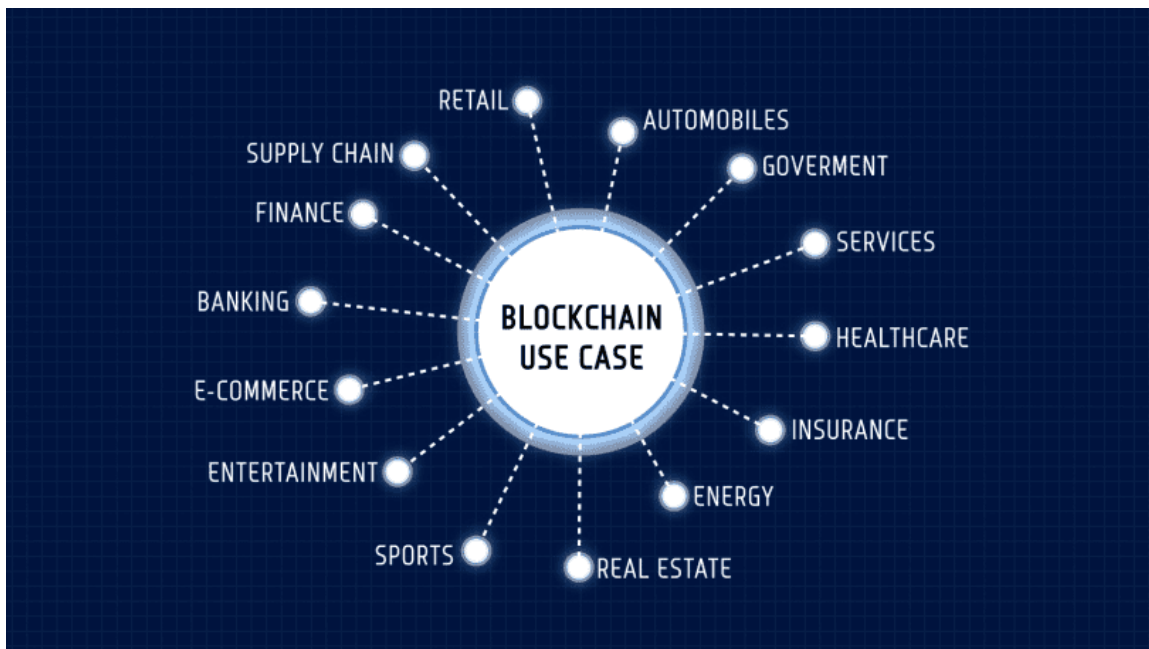 RETAIL
AUTOMOBILES
SUPPLY CHAIN
GOVERMENT
FINANCE
SERVICES
BANKING
BLOCKCHAIN
USE CASE
HEALTHCARE
E-COMMERCE
INSURANCE
ENTERTAINMENT
ENERGY
SPORTS
REAL ESTATE